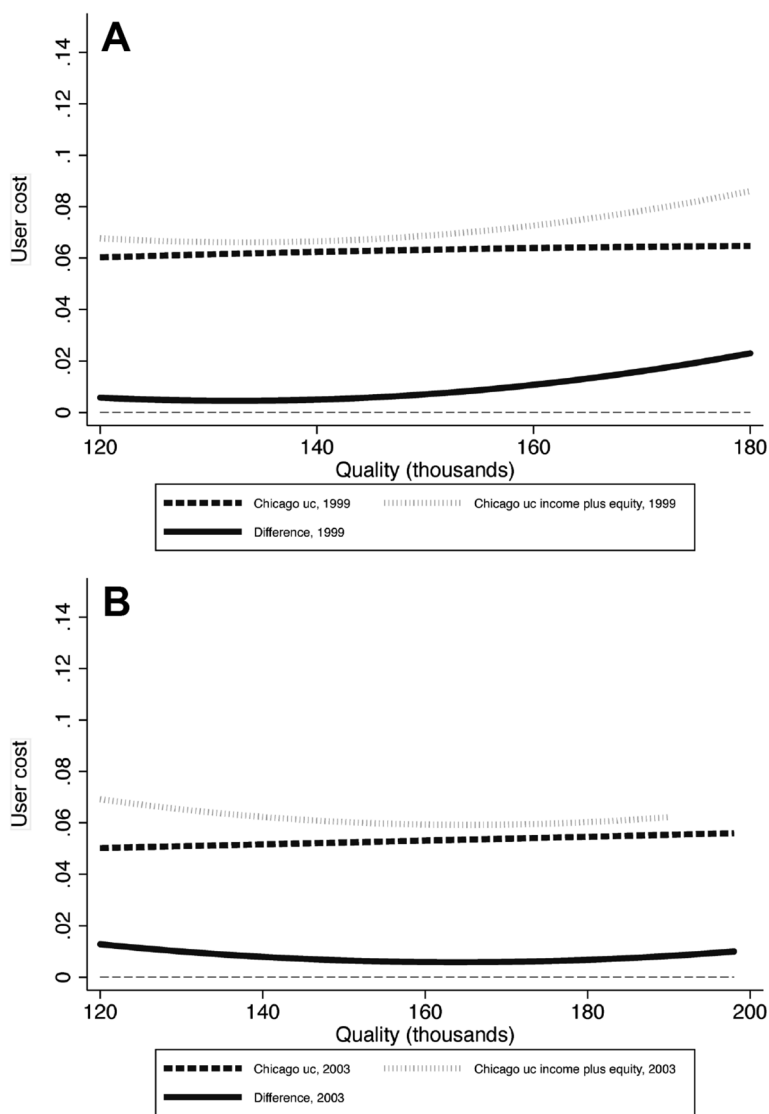 A
.14
.12
.1
.08
.06
.04
.02
0
User cost
120 140 160 180
Quality (thousands)
Chicago uc, 1999 Chicago uc income plus equity, 1999
Difference, 1999
B
.14
.12
.1
.08
.06
.04
.02
0
User cost
120 140 160 180 200
Quality (thousands)
Chicago uc, 2003 Chicago uc income plus equity, 2003
Difference, 2003